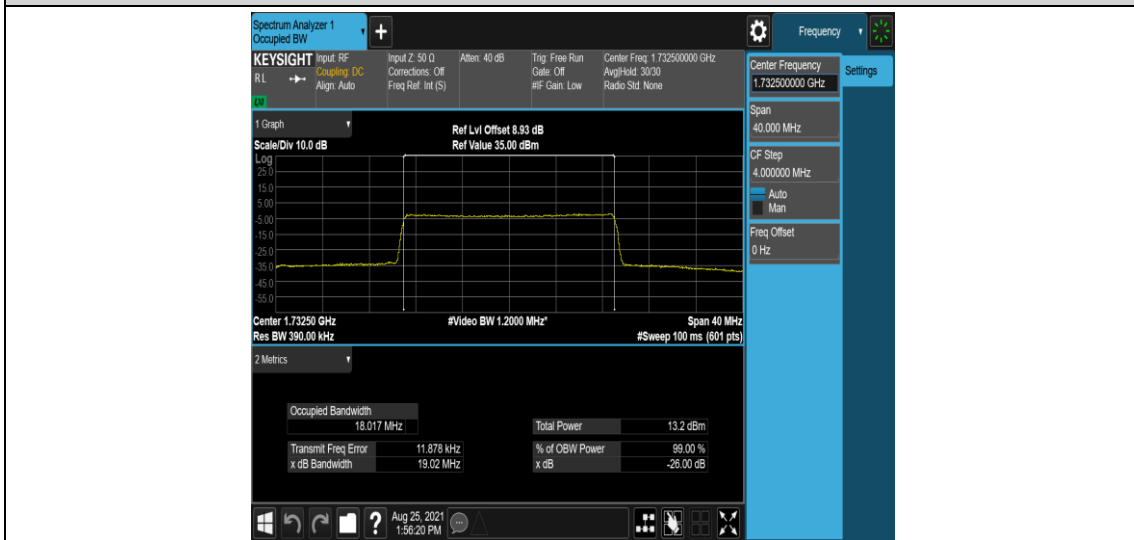 Spectrum Analyzer 1
Occupied BW
+
Frequency
KEYSIGHT
RL
LXI
Input: RF
Coupling: DC
Align: Auto
Input Z: 50 Ω
Corrections: Off
Freq Ref: Int (S)
Atten: 40 dB
Trig: Free Run
Gate: Off
#IF Gain: Low
Center Freq: 1.732500000 GHz
Avg|Hold: 30/30
Radio Std: None
Center Frequency
1.732500000 GHz
Settings
Span
40.000 MHz
CF Step
4.000000 MHz
Auto
Man
Freq Offset
0 Hz
1 Graph
Scale/Div 10.0 dB
Ref Lvl Offset 8.93 dB
Ref Value 35.00 dBm
Log
25.0
15.0
5.00
-5.00
-15.0
-25.0
-35.0
-45.0
-55.0
Center 1.73250 GHz
#Video BW 1.2000 MHz*
Span 40 MHz
Res BW 390.00 kHz
#Sweep 100 ms (601 pts)
2 Metrics
Occupied Bandwidth
18.017 MHz
Total Power 13.2 dBm
Transmit Freq Error 11.878 kHz
% of OBW Power 99.00 %
x dB Bandwidth 19.02 MHz
x dB -26.00 dB
?
Aug 25, 2021
1:56:20 PM